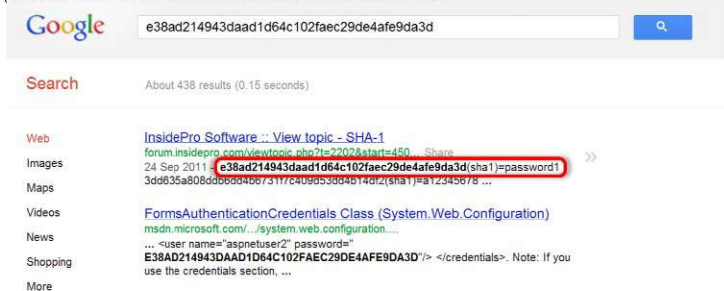 Google
e38ad214943daad1d64c102faec29de4afe9da3d
Search
About 438 results (0.15 seconds)
Web
Images
Maps
Videos
News
Shopping
More
InsidePro Software :: View topic - SHA-1
forum.insidepro.com/viewtopic.php?t=2202&start=450... Share
24 Sep 2011 - e38ad214943daad1d64c102faec29de4afe9da3d(sha1)=password1
3dd635a808ddb6dd4b6731f7c409d53dd4b14df2(sha1)=a12345678 ...
FormsAuthenticationCredentials Class (System.Web.Configuration)
msdn.microsoft.com/.../system.web.configuration....
... <user name="aspnetuser2" password="
E38AD214943DAAD1D64C102FAEC29DE4AFE9DA3D"/> </credentials>. Note: If you
use the credentials section, ...